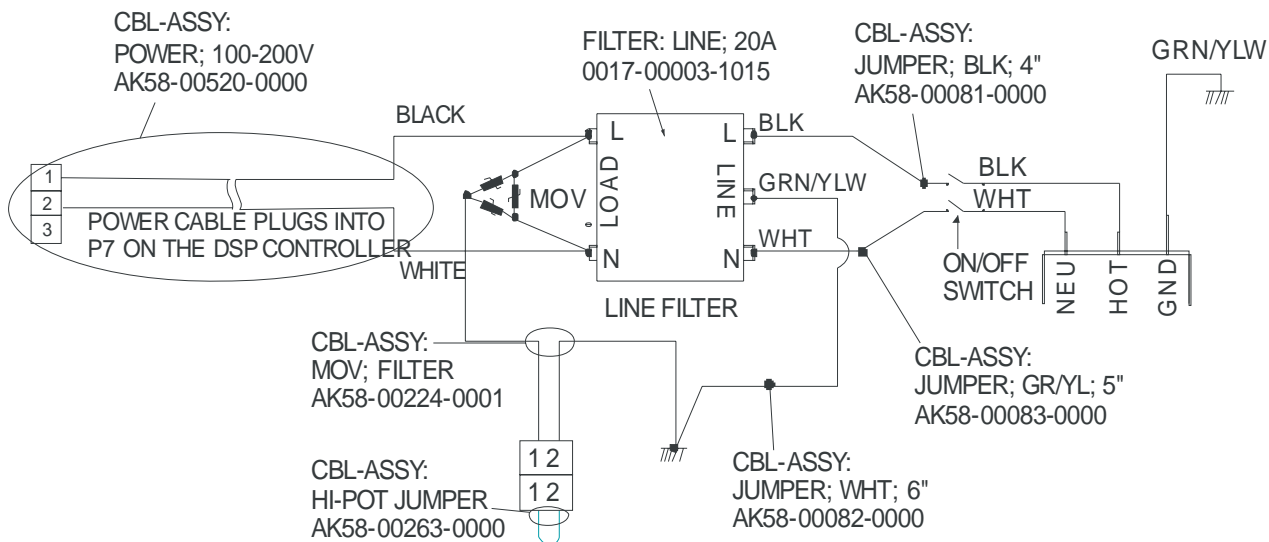 CBL-ASSY:
POWER; 100-200V
AK58-00520-0000
FILTER: LINE; 20A
0017-00003-1015
CBL-ASSY:
JUMPER; BLK; 4"
AK58-00081-0000
GRN/YLW
BLACK
L
L
BLK
LOAD
LINE
1
2
3
MOV
GRN/YLW
BLK
WHT
POWER CABLE PLUGS INTO
P7 ON THE DSP CONTROLLER
WHITE
N
N
WHT
ON/OFF
SWITCH
NEU
HOT
GND
LINE FILTER
CBL-ASSY:
MOV; FILTER
AK58-00224-0001
CBL-ASSY:
JUMPER; GR/YL; 5"
AK58-00083-0000
1 2
1 2
CBL-ASSY:
HI-POT JUMPER
AK58-00263-0000
CBL-ASSY:
JUMPER; WHT; 6"
AK58-00082-0000